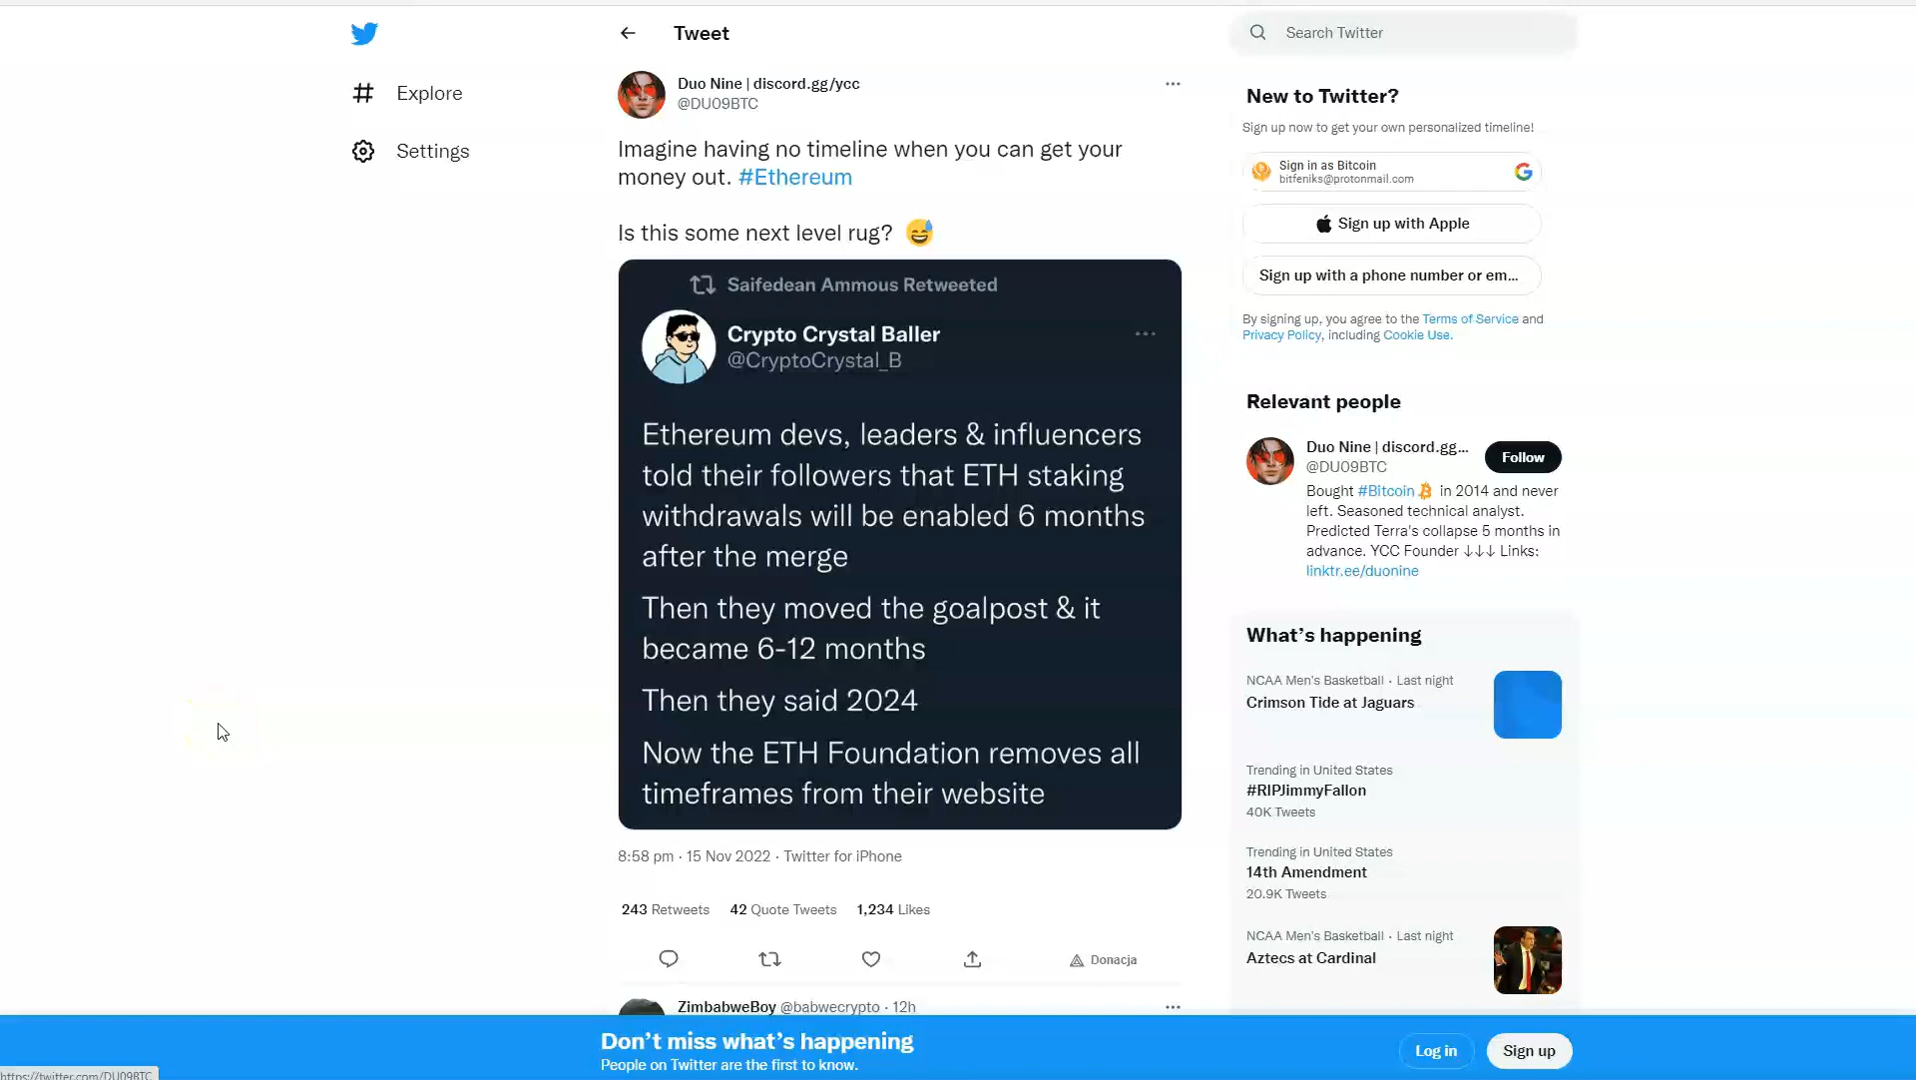 Tweet
Search Twitter
Explore
Settings
Duo Nine | discord.gg/ycc
@DU09BTC
Imagine having no timeline when you can get your
money out. #Ethereum
Is this some next level rug? 😅
Saifedean Ammous Retweeted
Crypto Crystal Baller
@CryptoCrystal_B
Ethereum devs, leaders & influencers
told their followers that ETH staking
withdrawals will be enabled 6 months
after the merge
Then they moved the goalpost & it
became 6-12 months
Then they said 2024
Now the ETH Foundation removes all
timeframes from their website
8:58 pm · 15 Nov 2022 · Twitter for iPhone
243 Retweets 42 Quote Tweets 1,234 Likes
Donacja
ZimbabweBoy @babwecrypto · 12h
New to Twitter?
Sign up now to get your own personalized timeline!
Sign in as Bitcoin
bitfeniks@protonmail.com
Sign up with Apple
Sign up with a phone number or em...
By signing up, you agree to the Terms of Service and
Privacy Policy, including Cookie Use.
Relevant people
Duo Nine | discord.gg...
@DU09BTC
Follow
Bought #Bitcoin in 2014 and never
left. Seasoned technical analyst.
Predicted Terra's collapse 5 months in
advance. YCC Founder ↓↓↓ Links:
linktr.ee/duonine
What's happening
NCAA Men's Basketball · Last night
Crimson Tide at Jaguars
Trending in United States
#RIPJimmyFallon
40K Tweets
Trending in United States
14th Amendment
20.9K Tweets
NCAA Men's Basketball · Last night
Aztecs at Cardinal
Don't miss what's happening
People on Twitter are the first to know.
Log in
Sign up
https://twitter.com/DU09BTC